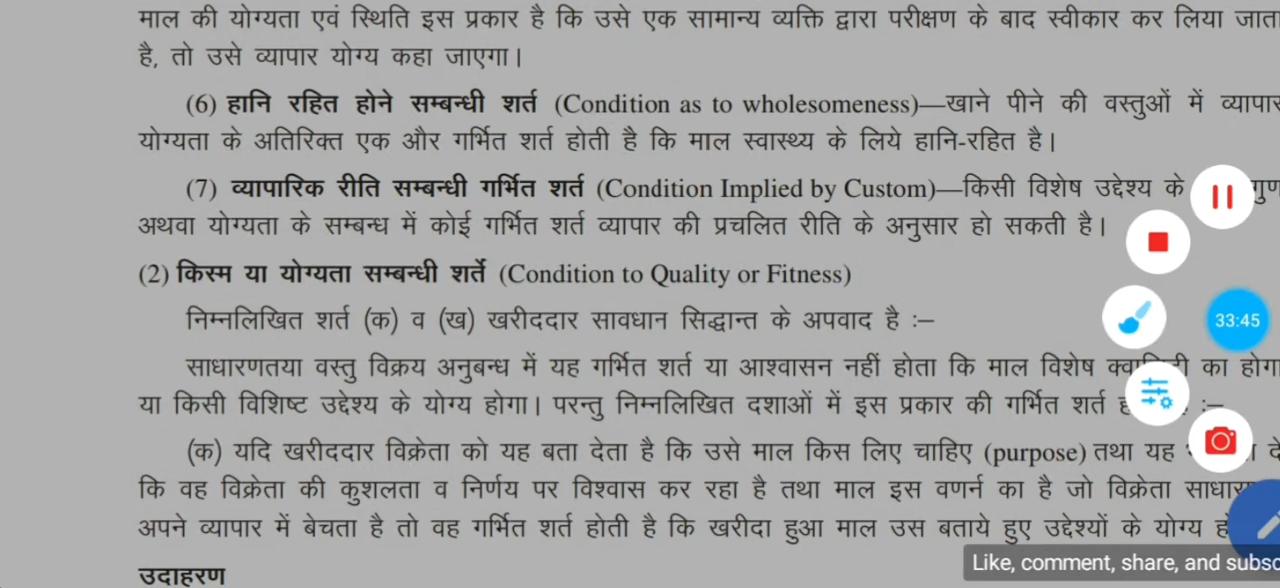 माल की योग्यता एवं स्थिति इस प्रकार है कि उसे एक सामान्य व्यक्ति द्वारा परीक्षण के बाद स्वीकार कर लिया जाता
है, तो उसे व्यापार योग्य कहा जाएगा।
(6) हानि रहित होने सम्बन्धी शर्त (Condition as to wholesomeness)—खाने पीने की वस्तुओं में व्यापार
योग्यता के अतिरिक्त एक और गर्भित शर्त होती है कि माल स्वास्थ्य के लिये हानि-रहित है।
(7) व्यापारिक रीति सम्बन्धी गर्भित शर्त (Condition Implied by Custom)—किसी विशेष उद्देश्य के गुण
अथवा योग्यता के सम्बन्ध में कोई गर्भित शर्त व्यापार की प्रचलित रीति के अनुसार हो सकती है।
(2) किस्म या योग्यता सम्बन्धी शर्ते (Condition to Quality or Fitness)
निम्नलिखित शर्त (क) व (ख) खरीददार सावधान सिद्धान्त के अपवाद है :–
साधारणतया वस्तु विक्रय अनुबन्ध में यह गर्भित शर्त या आश्वासन नहीं होता कि माल विशेष का होगा
या किसी विशिष्ट उद्देश्य के योग्य होगा। परन्तु निम्नलिखित दशाओं में इस प्रकार की गर्भित शर्त :–
33:45
(क) यदि खरीददार विक्रेता को यह बता देता है कि उसे माल किस लिए चाहिए (purpose) तथा यह
कि वह विक्रेता की कुशलता व निर्णय पर विश्वास कर रहा है तथा माल इस वणर्न का है जो विक्रेता
अपने व्यापार में बेचता है तो वह गर्भित शर्त होती है कि खरीदा हुआ माल उस बताये हुए उद्देश्यों के योग्य
Like, comment, share, and subsc
उदाहरण